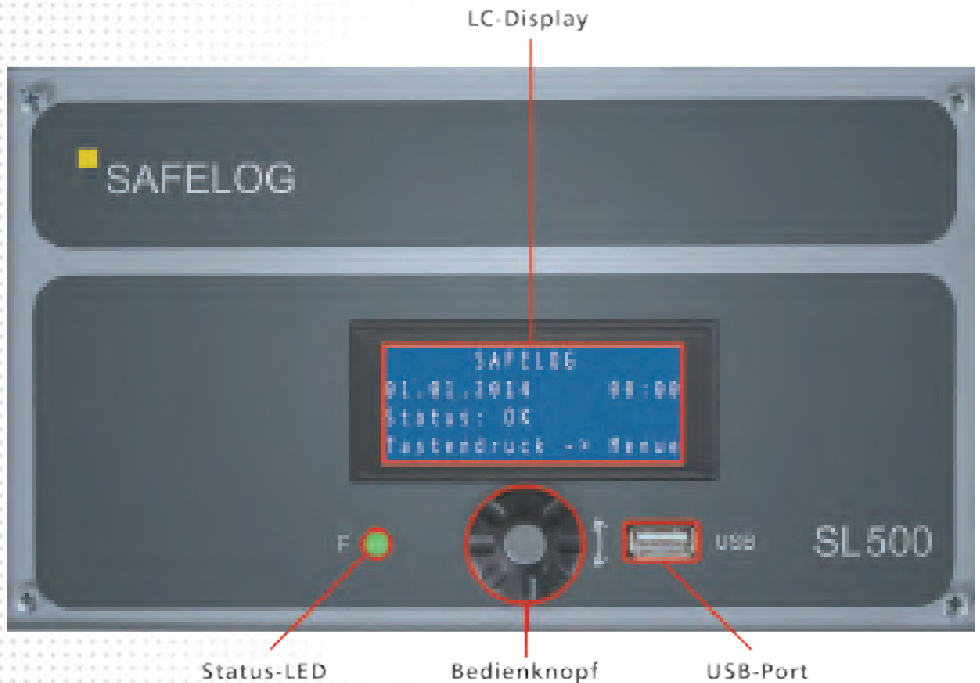 LC-Display
SAFELOG
SAFELOG
01.01.2014 00:00
Status: OK
Tastendruck -> Menue
F
USB
SL500
Status-LED
Bedienknopf
USB-Port